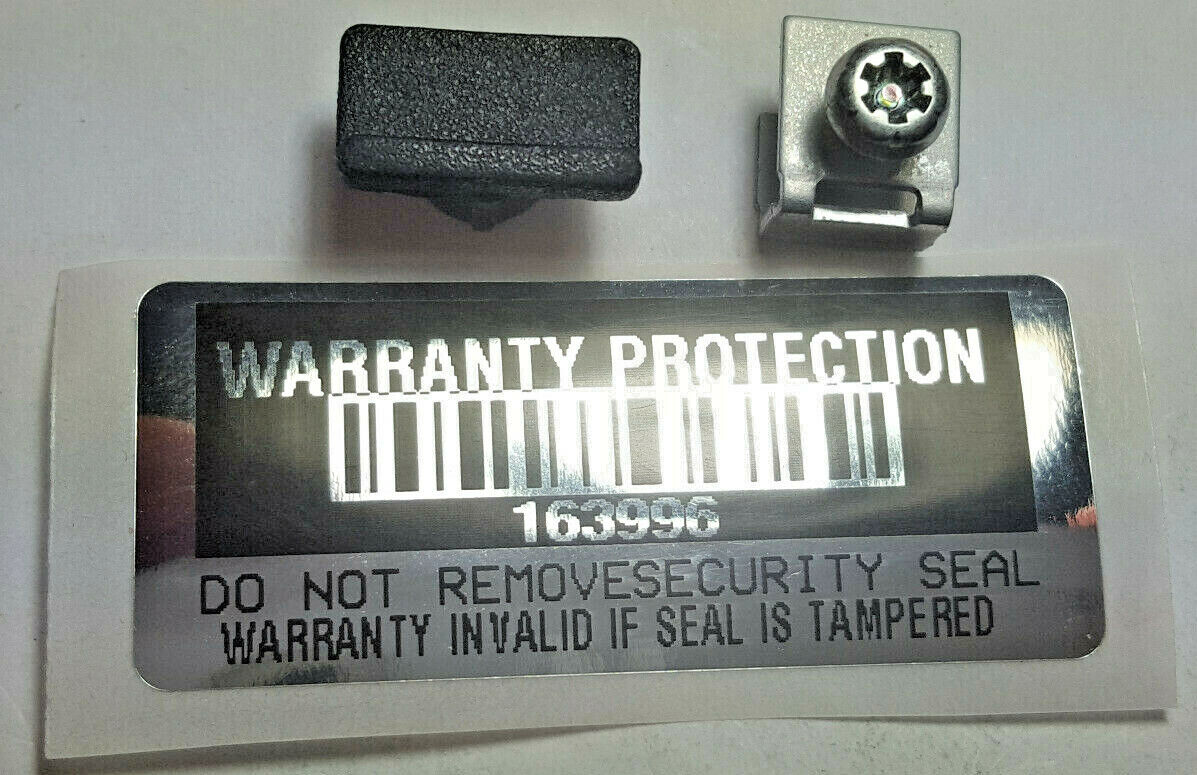 WARRANTY PROTECTION
163996
DO NOT REMOVESECURITY SEAL
WARRANTY INVALID IF SEAL IS TAMPERED